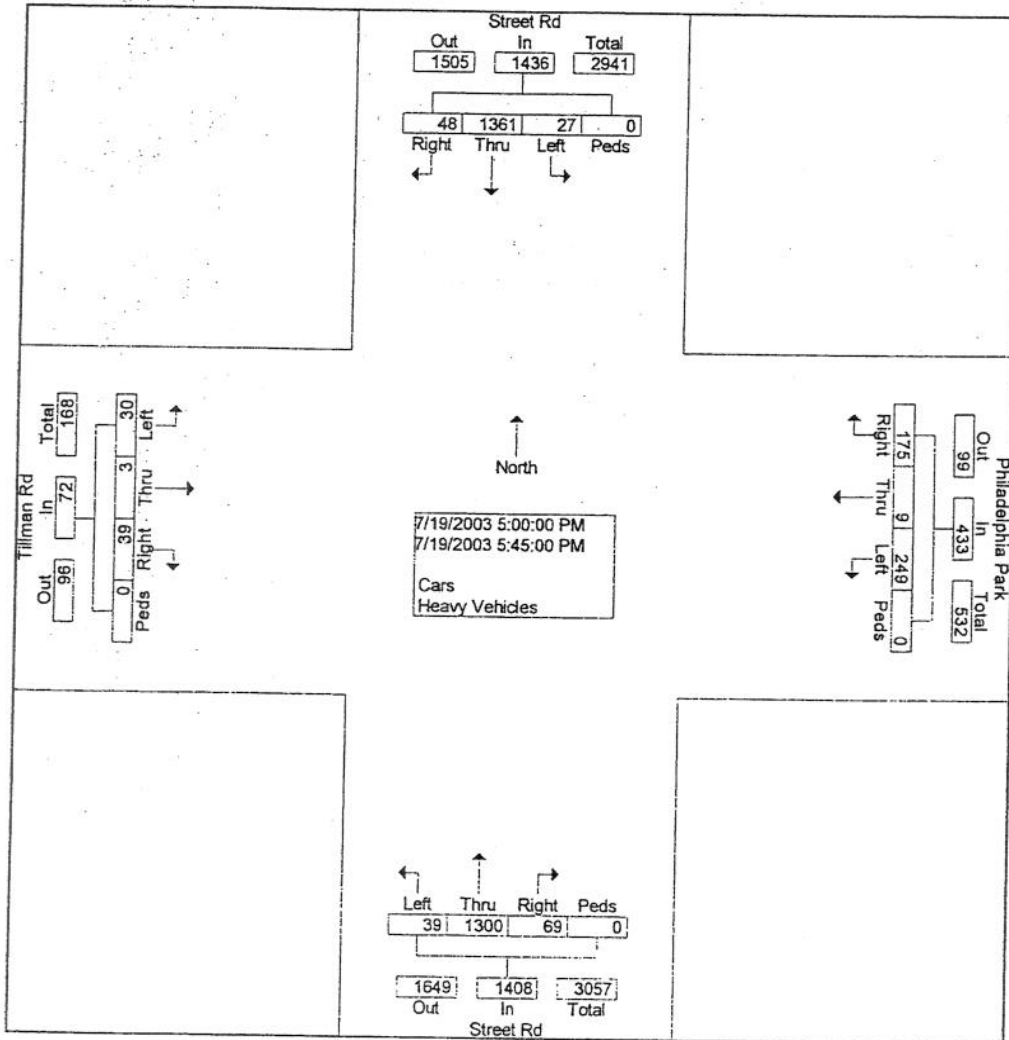 Street Rd
Out In Total
1505 1436 2941
48 1361 27 0
Right Thru Left Peds
Tillman Rd
Total In Out
168 72 96
30 3 39 0
Left Thru Right Peds
North
7/19/2003 5:00:00 PM
7/19/2003 5:45:00 PM
Cars
Heavy Vehicles
Philadelphia Park
Out In Total
99 433 532
175 9 249 0
Right Thru Left Peds
Left Thru Right Peds
39 1300 69 0
1649 1408 3057
Out In Total
Street Rd